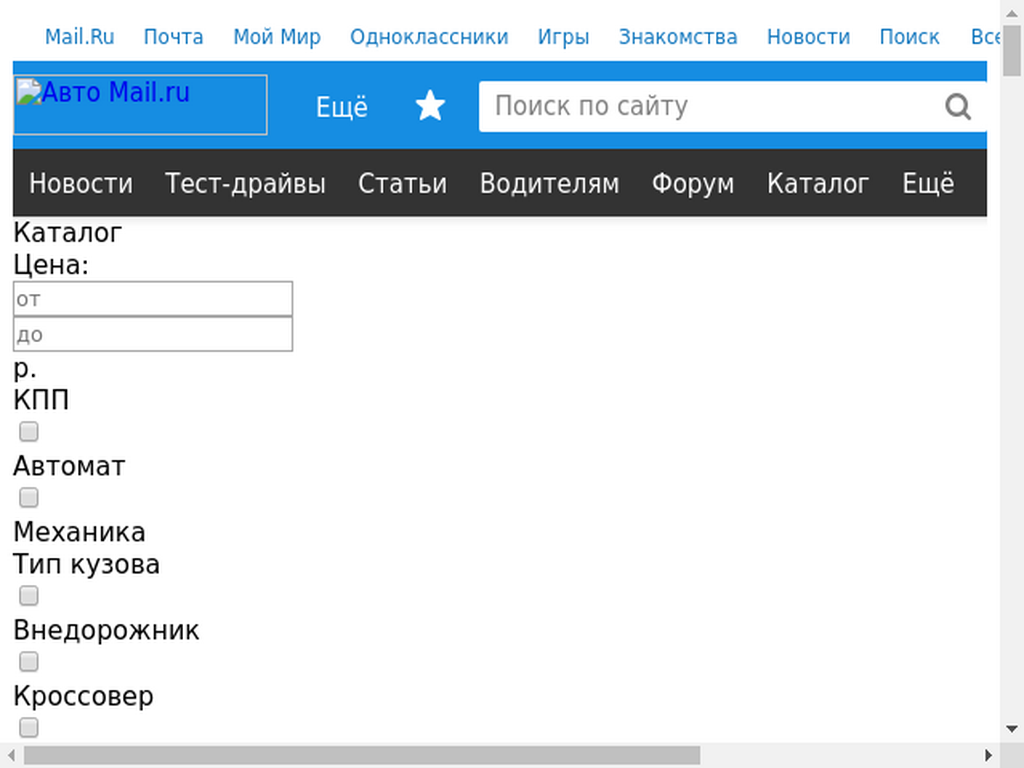 Mail.Ru Почта Мой Мир Одноклассники Игры Знакомства Новости Поиск
Авто Mail.ru Ещё Поиск по сайту
Новости Тест-драйвы Статьи Водителям Форум Каталог Ещё
Каталог
Цена:
от
до
р.
КПП
Автомат
Механика
Тип кузова
Внедорожник
Кроссовер